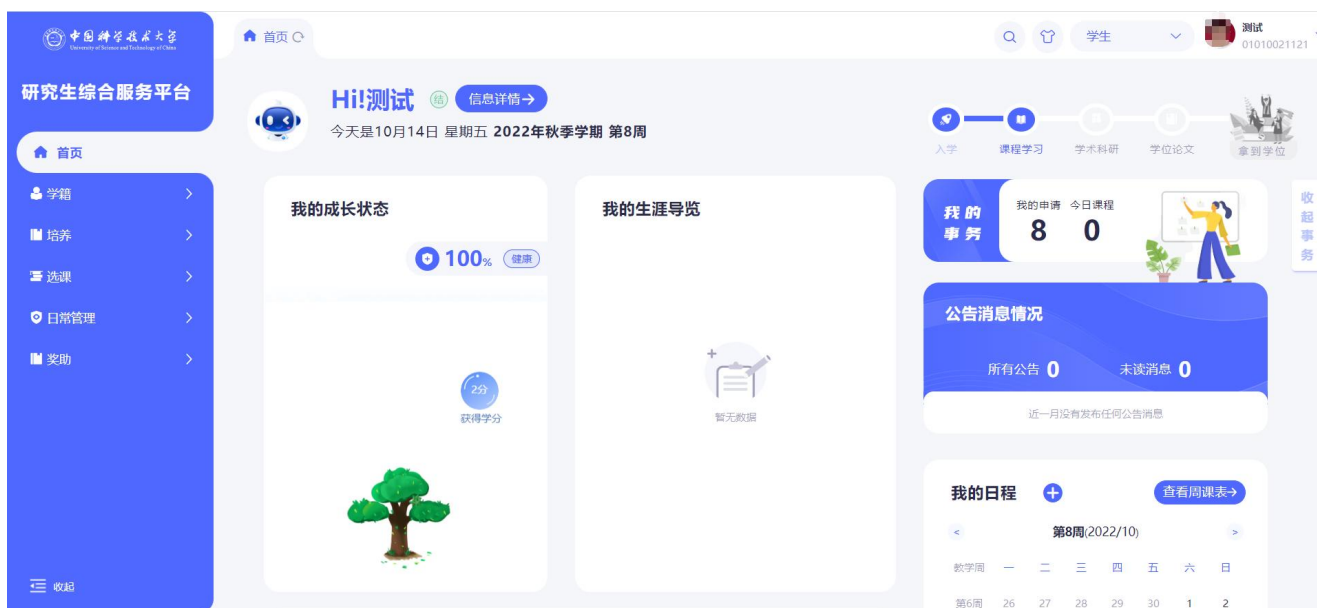 中国科学技术大学
University of Science and Technology of China
研究生综合服务平台
首页
学籍
培养
选课
日常管理
奖助
收起
首页
学生
测试
01010021121
Hi!测试 结 信息详情→
今天是10月14日 星期五 2022年秋季学期 第8周
入学 课程学习 学术科研 学位论文 拿到学位
我的成长状态
100% 健康
2分
获得学分
我的生涯导览
暂无数据
我的事务
我的申请 今日课程
8 0
收起事务
公告消息情况
所有公告 0 未读消息 0
近一月没有发布任何公告消息
我的日程 查看周课表→
< 第8周(2022/10) >
教学周 一 二 三 四 五 六 日
第6周 26 27 28 29 30 1 2